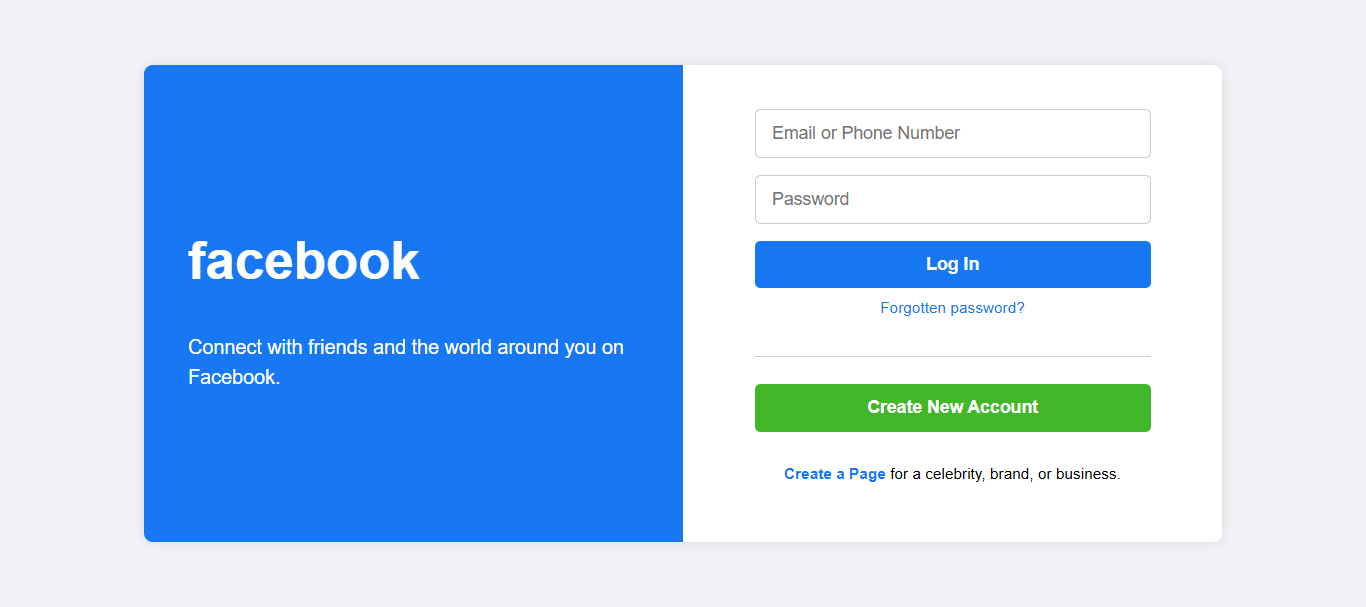 facebook
Connect with friends and the world around you on
Facebook.
Email or Phone Number
Password
Log In
Forgotten password?
Create New Account
Create a Page for a celebrity, brand, or business.